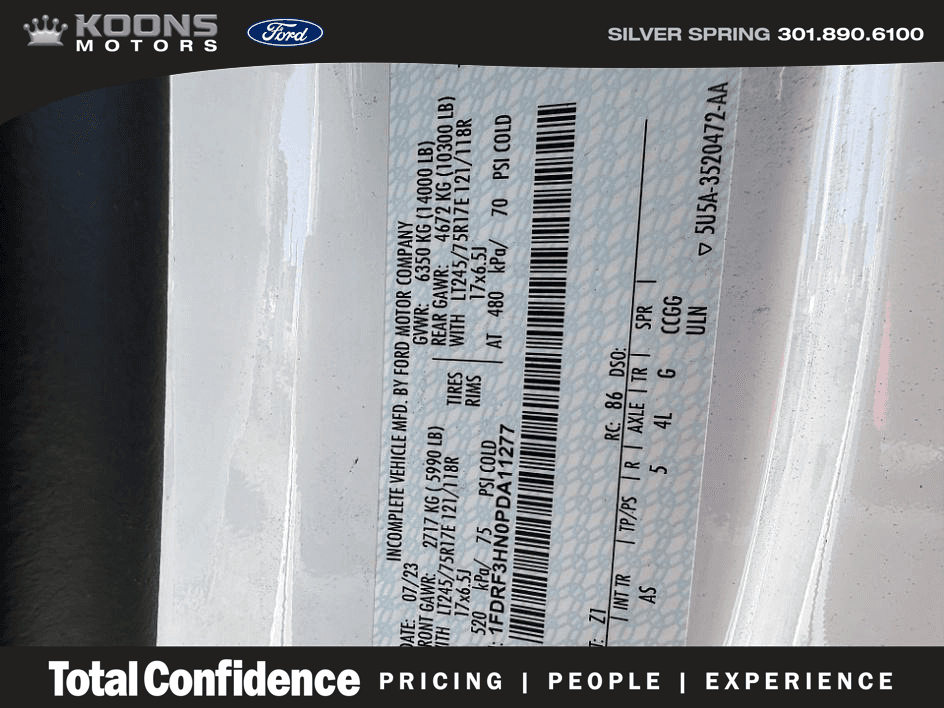 KOONS
MOTORS
Ford
SILVER SPRING 301.890.6100
INCOMPLETE VEHICLE MFD. BY FORD MOTOR COMPANY
DATE: 07/23
GVWR: 6350 KG (14000 LB)
FRONT GAWR: 2717 KG ( 5990 LB)
REAR GAWR: 4672 KG (10300 LB)
WITH LT245/75R17E 121/118R
TIRES
WITH LT245/75R17E 121/118R
17x6.5J
RIMS
17x6.5J
520 kPa/ 75 PSI COLD
AT 480 kPa/ 70 PSI COLD
1FDRF3HN0PDA11277
Z1
RC: 86 DSO:
INT TR | TP/PS | R | AXLE | TR | SPR
AS 5 4L G CCGG
ULN
▽ 5U5A-3520472-AA
Total Confidence PRICING | PEOPLE | EXPERIENCE